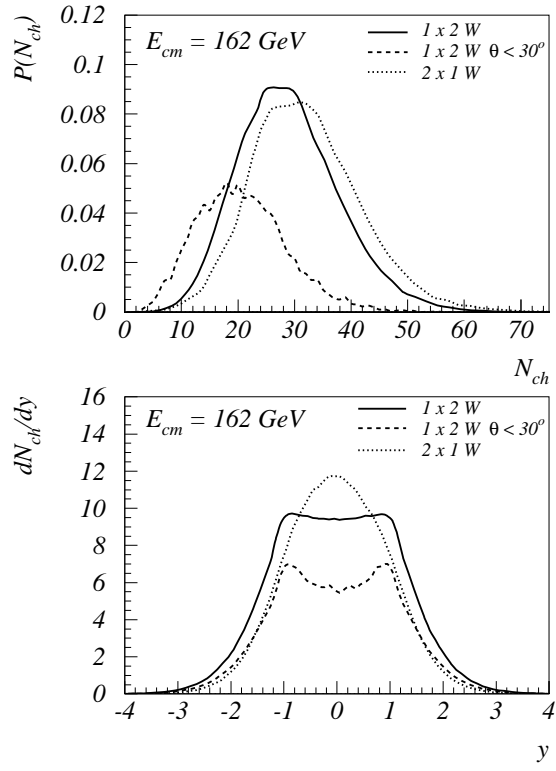 P(N_ch)
E_cm = 162 GeV
1 x 2 W
1 x 2 W θ < 30°
2 x 1 W
0.12
0.1
0.08
0.06
0.04
0.02
0
0 10 20 30 40 50 60 70
N_ch
dN_ch/dy
E_cm = 162 GeV
1 x 2 W
1 x 2 W θ < 30°
2 x 1 W
16
14
12
10
8
6
4
2
0
-4 -3 -2 -1 0 1 2 3 4
y